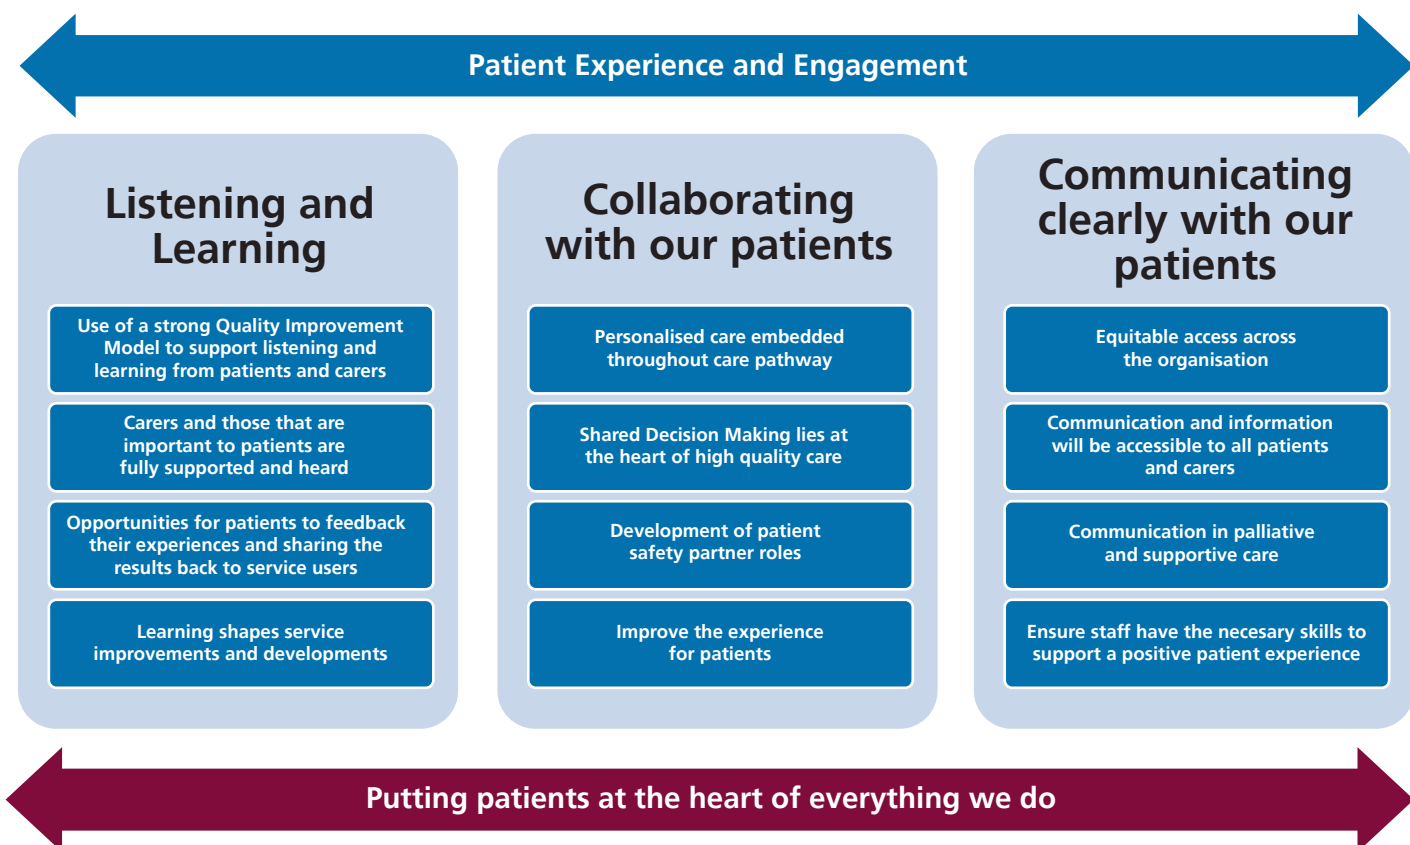 Patient Experience and Engagement
Listening and
Learning
Use of a strong Quality Improvement
Model to support listening and
learning from patients and carers
Carers and those that are
important to patients are
fully supported and heard
Opportunities for patients to feedback
their experiences and sharing the
results back to service users
Learning shapes service
improvements and developments
Collaborating
with our patients
Personalised care embedded
throughout care pathway
Shared Decision Making lies at
the heart of high quality care
Development of patient
safety partner roles
Improve the experience
for patients
Communicating
clearly with our
patients
Equitable access across
the organisation
Communication and information
will be accessible to all patients
and carers
Communication in palliative
and supportive care
Ensure staff have the necesary skills to
support a positive patient experience
Putting patients at the heart of everything we do